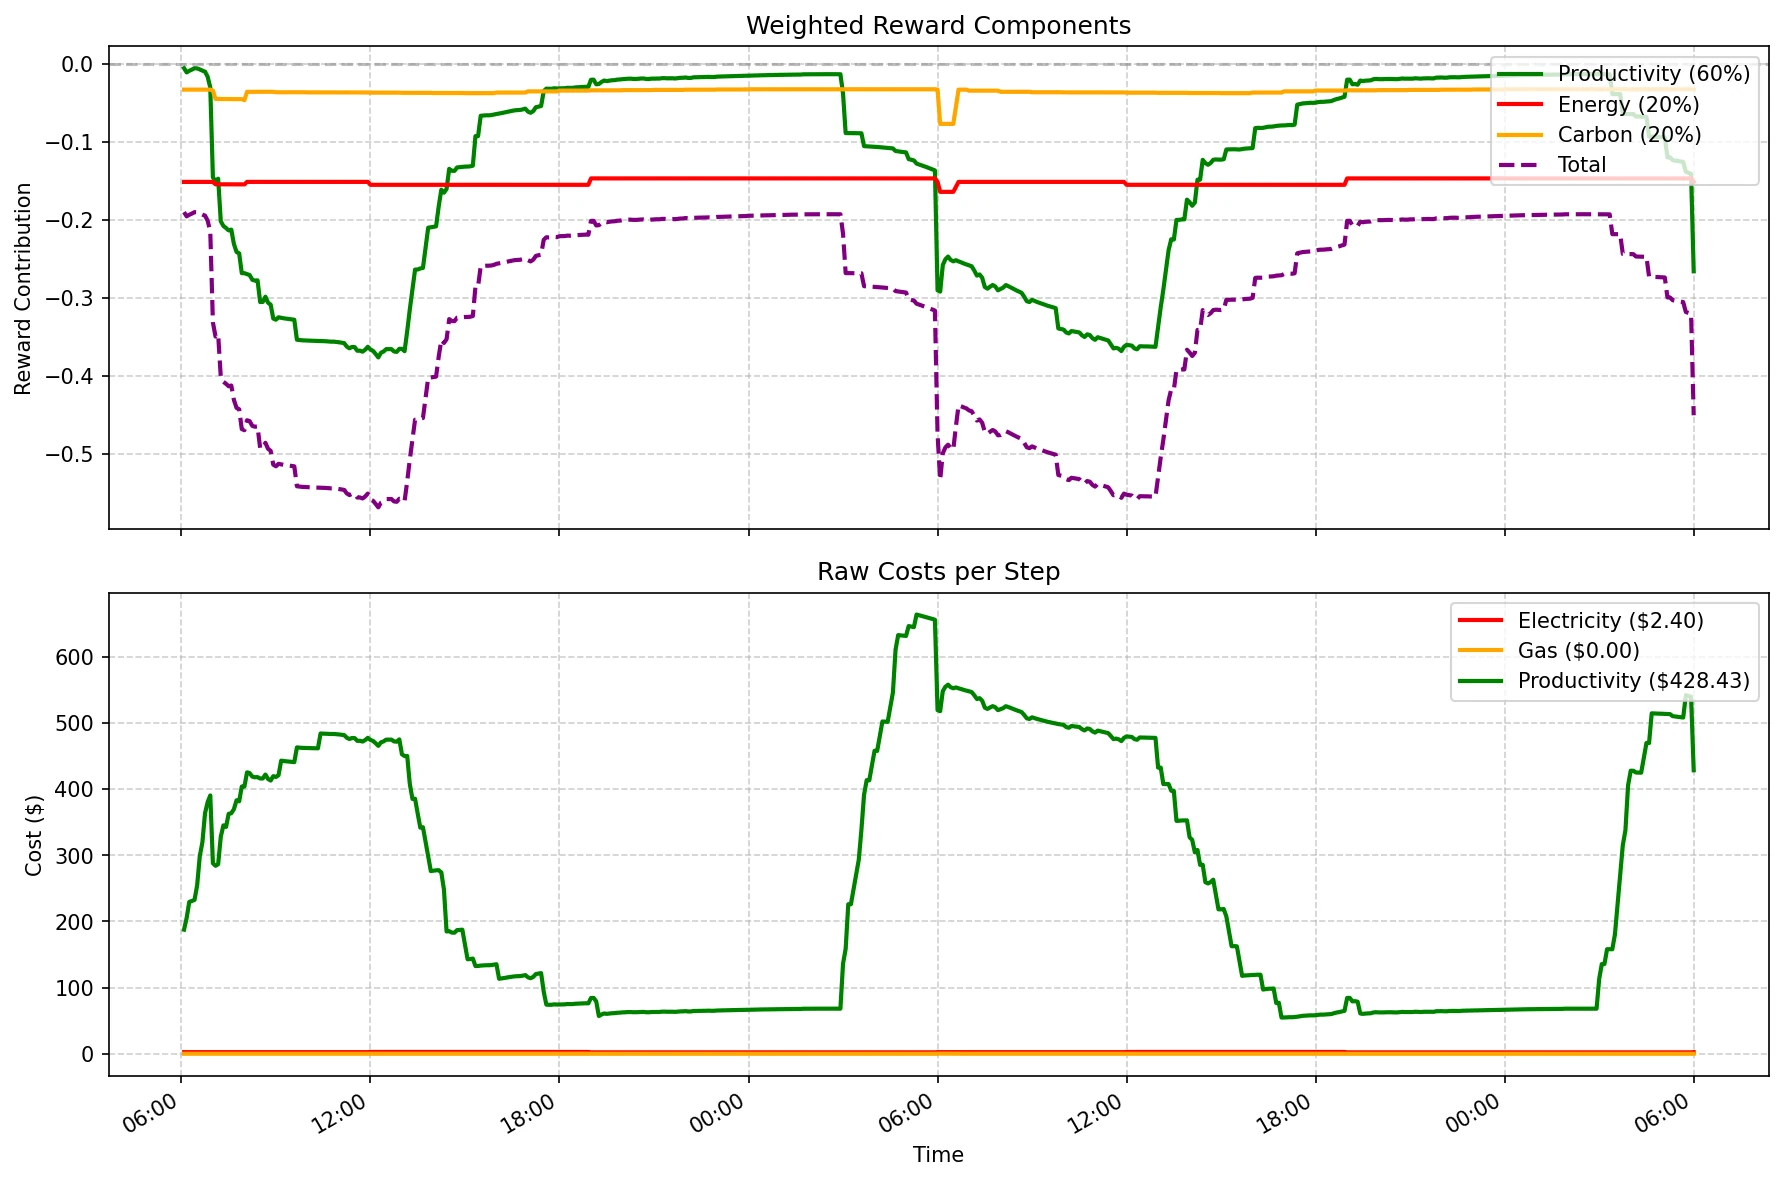 Weighted Reward Components
0.0
−0.1
−0.2
−0.3
−0.4
−0.5
Reward Contribution
Productivity (60%)
Energy (20%)
Carbon (20%)
Total
Raw Costs per Step
600
500
400
300
200
100
0
Cost ($)
Electricity ($2.40)
Gas ($0.00)
Productivity ($428.43)
06:00
12:00
18:00
00:00
06:00
12:00
18:00
00:00
06:00
Time